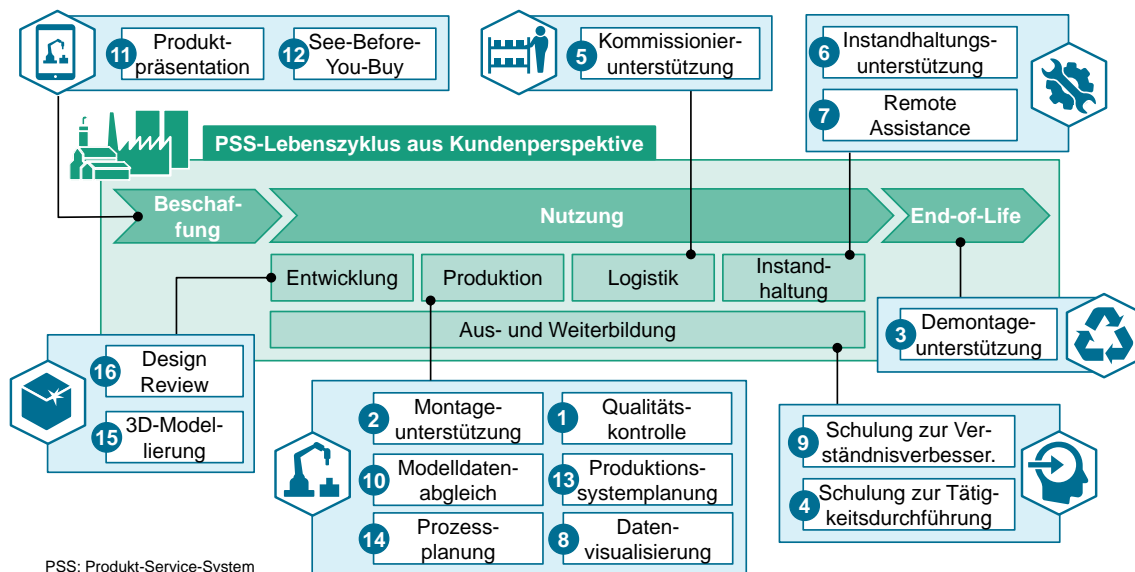 11
Produkt-
präsentation
12
See-Before-
You-Buy
5
Kommissionier-
unterstützung
6
Instandhaltungs-
unterstützung
7
Remote
Assistance
PSS-Lebenszyklus aus Kundenperspektive
Beschaf-
fung
Nutzung
End-of-Life
Entwicklung
Produktion
Logistik
Instand-
haltung
Aus- und Weiterbildung
3
Demontage-
unterstützung
16
Design
Review
15
3D-Model-
lierung
2
Montage-
unterstützung
1
Qualitäts-
kontrolle
10
Modelldaten-
abgleich
13
Produktions-
systemplanung
14
Prozess-
planung
8
Daten-
visualisierung
9
Schulung zur Ver-
ständnisverbesser.
4
Schulung zur Tätig-
keitsdurchführung
PSS: Produkt-Service-System